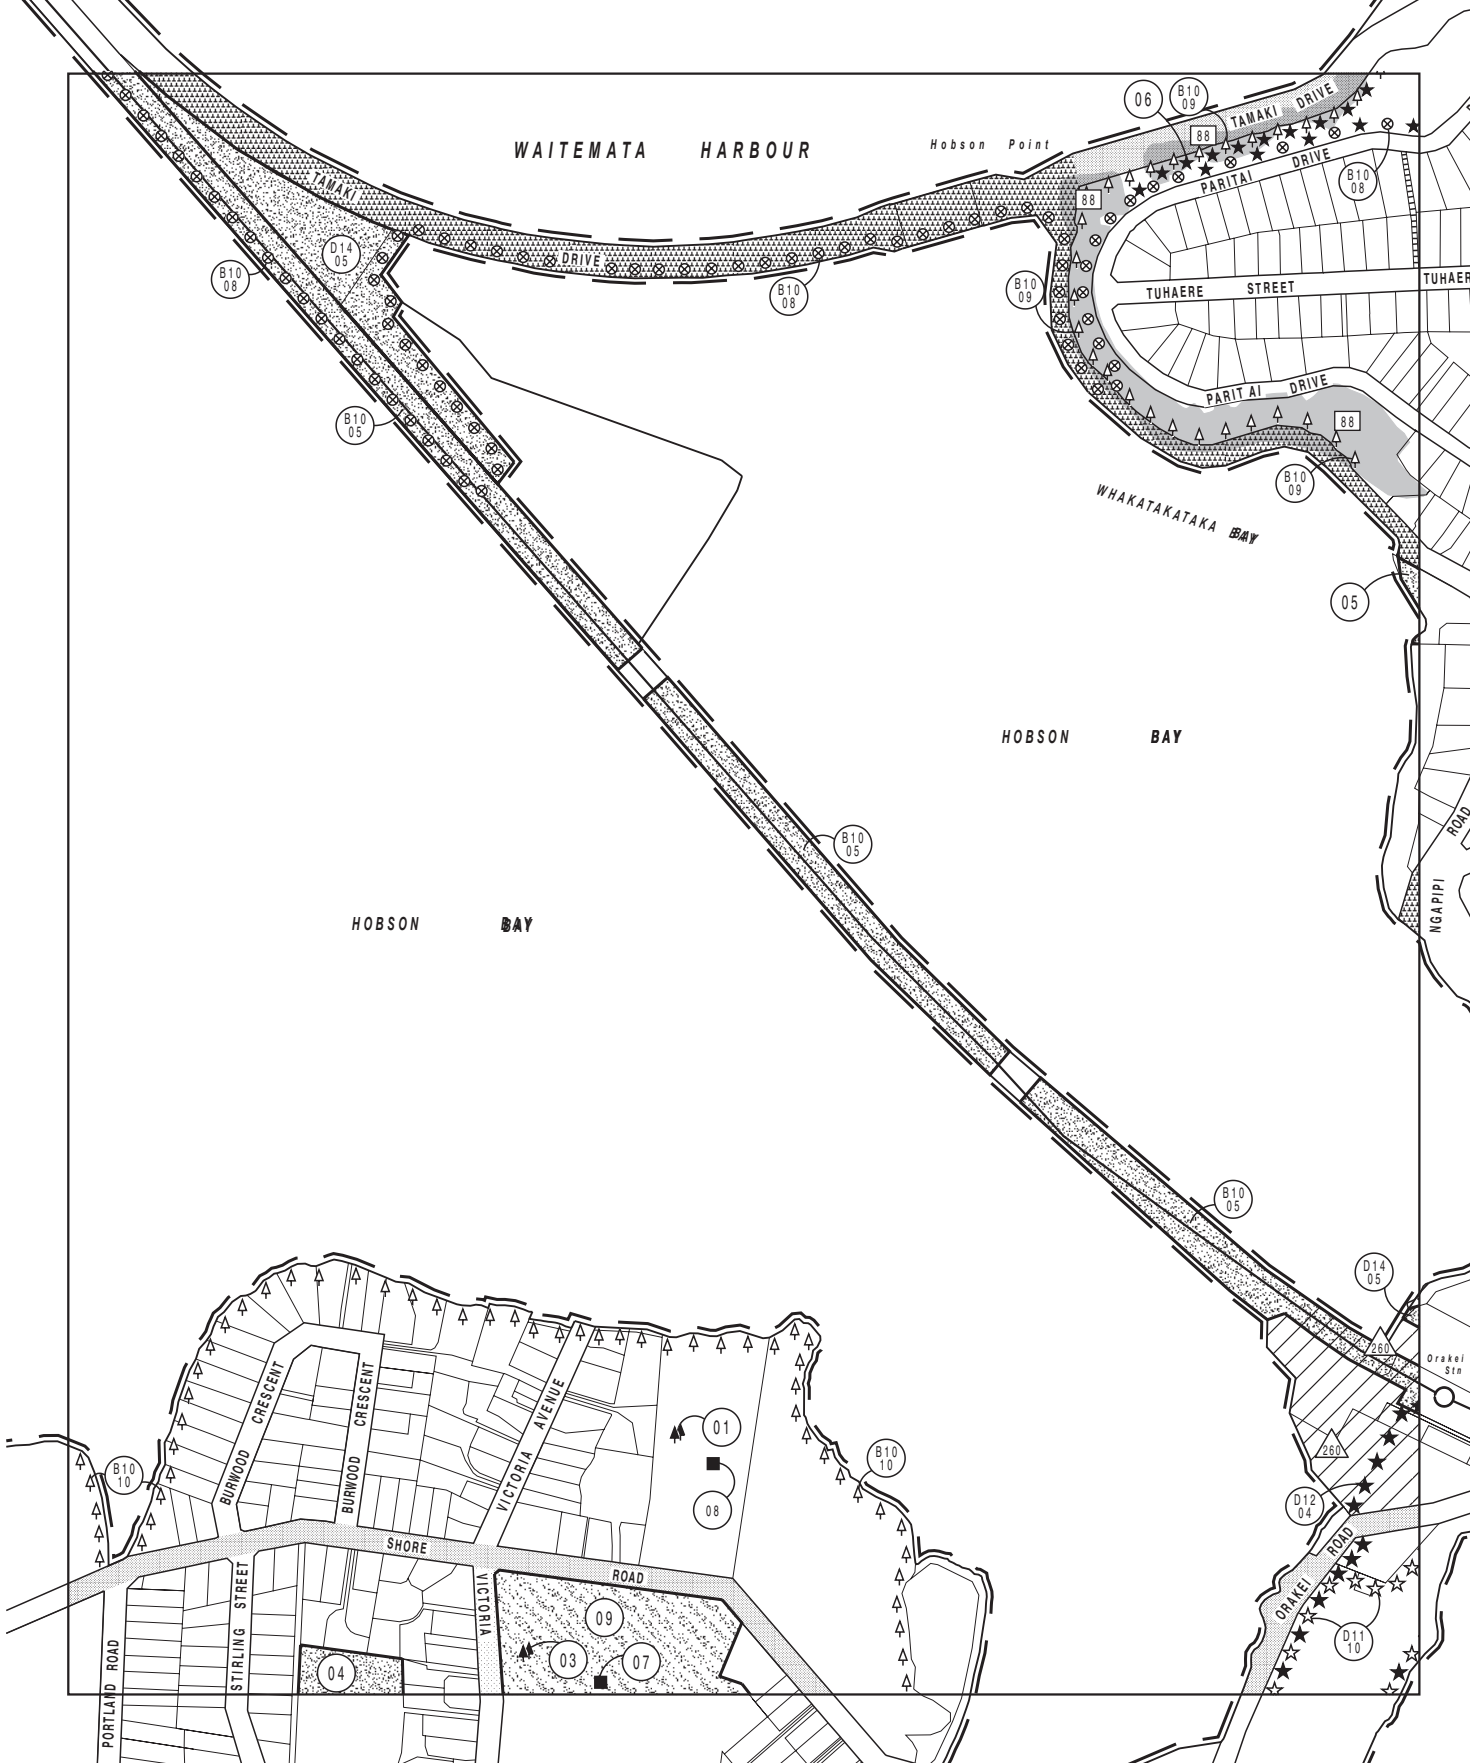 06
B10
09
TAMAKI DRIVE
88
WAITEMATA HARBOUR
Hobson Point
PARITAI DRIVE
B10
08
TAMAKI
88
D14
05
DRIVE
B10
08
B10
08
B10
09
TUHAERE STREET
TUHAER
PARIT AI DRIVE
88
B10
05
B10
09
WHAKATAKATAKA BAY
05
HOBSON BAY
ROAD
B10
05
NGAPIPI
HOBSON BAY
B10
05
D14
05
260
Orakei
Stn
BURWOOD CRESCENT
BURWOOD CRESCENT
VICTORIA AVENUE
01
260
B10
10
B10
10
08
D12
04
SHORE
ROAD
ROAD
VICTORIA
STIRLING STREET
PORTLAND ROAD
09
ORAKEI
D11
10
03
07
04